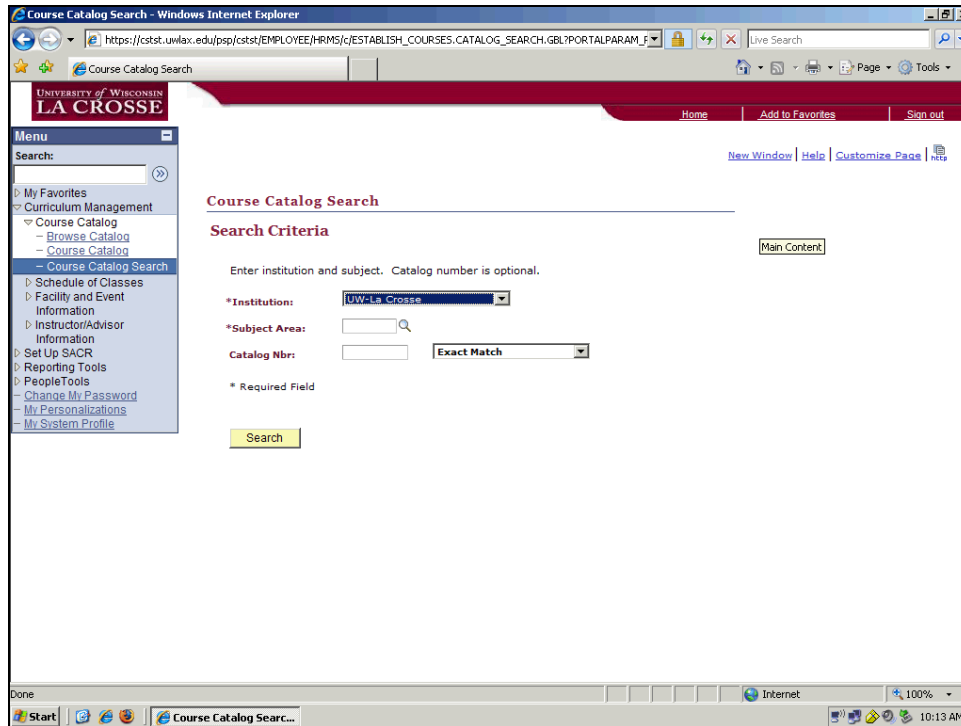 Course Catalog Search - Windows Internet Explorer
https://cstst.uwlax.edu/psp/cstst/EMPLOYEE/HRMS/c/ESTABLISH_COURSES.CATALOG_SEARCH.GBL?PORTALPARAM_F
Live Search
Course Catalog Search
Page
Tools
UNIVERSITY of WISCONSIN
LA CROSSE
Home
Add to Favorites
Sign out
Menu
Search:
New Window | Help | Customize Page |
http
My Favorites
Curriculum Management
Course Catalog
– Browse Catalog
– Course Catalog
– Course Catalog Search
Schedule of Classes
Facility and Event
Information
Instructor/Advisor
Information
Set Up SACR
Reporting Tools
PeopleTools
– Change My Password
– My Personalizations
– My System Profile
Course Catalog Search
Search Criteria
Main Content
Enter institution and subject. Catalog number is optional.
*Institution: UW-La Crosse
*Subject Area:
Catalog Nbr: Exact Match
* Required Field
Search
Done
Internet
100%
Start
Course Catalog Searc...
10:13 AM